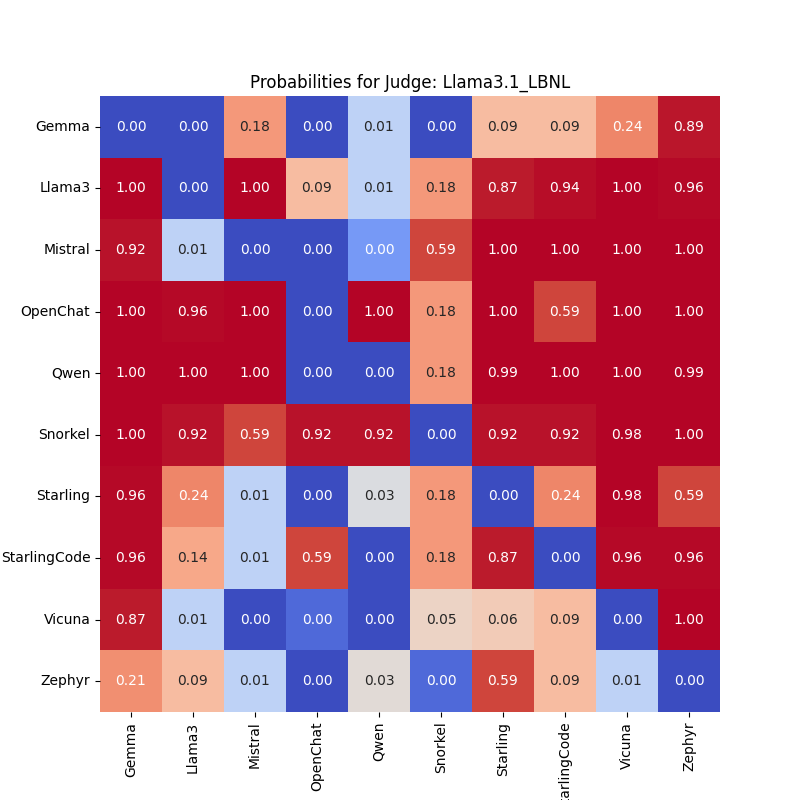 Probabilities for Judge: Llama3.1_LBNL
Gemma 0.00 0.00 0.18 0.00 0.01 0.00 0.09 0.09 0.24 0.89
Llama3 1.00 0.00 1.00 0.09 0.01 0.18 0.87 0.94 1.00 0.96
Mistral 0.92 0.01 0.00 0.00 0.00 0.59 1.00 1.00 1.00 1.00
OpenChat 1.00 0.96 1.00 0.00 1.00 0.18 1.00 0.59 1.00 1.00
Qwen 1.00 1.00 1.00 0.00 0.00 0.18 0.99 1.00 1.00 0.99
Snorkel 1.00 0.92 0.59 0.92 0.92 0.00 0.92 0.92 0.98 1.00
Starling 0.96 0.24 0.01 0.00 0.03 0.18 0.00 0.24 0.98 0.59
StarlingCode 0.96 0.14 0.01 0.59 0.00 0.18 0.87 0.00 0.96 0.96
Vicuna 0.87 0.01 0.00 0.00 0.00 0.05 0.06 0.09 0.00 1.00
Zephyr 0.21 0.09 0.01 0.00 0.03 0.00 0.59 0.09 0.01 0.00
Gemma Llama3 Mistral OpenChat Qwen Snorkel Starling arlingCode Vicuna Zephyr